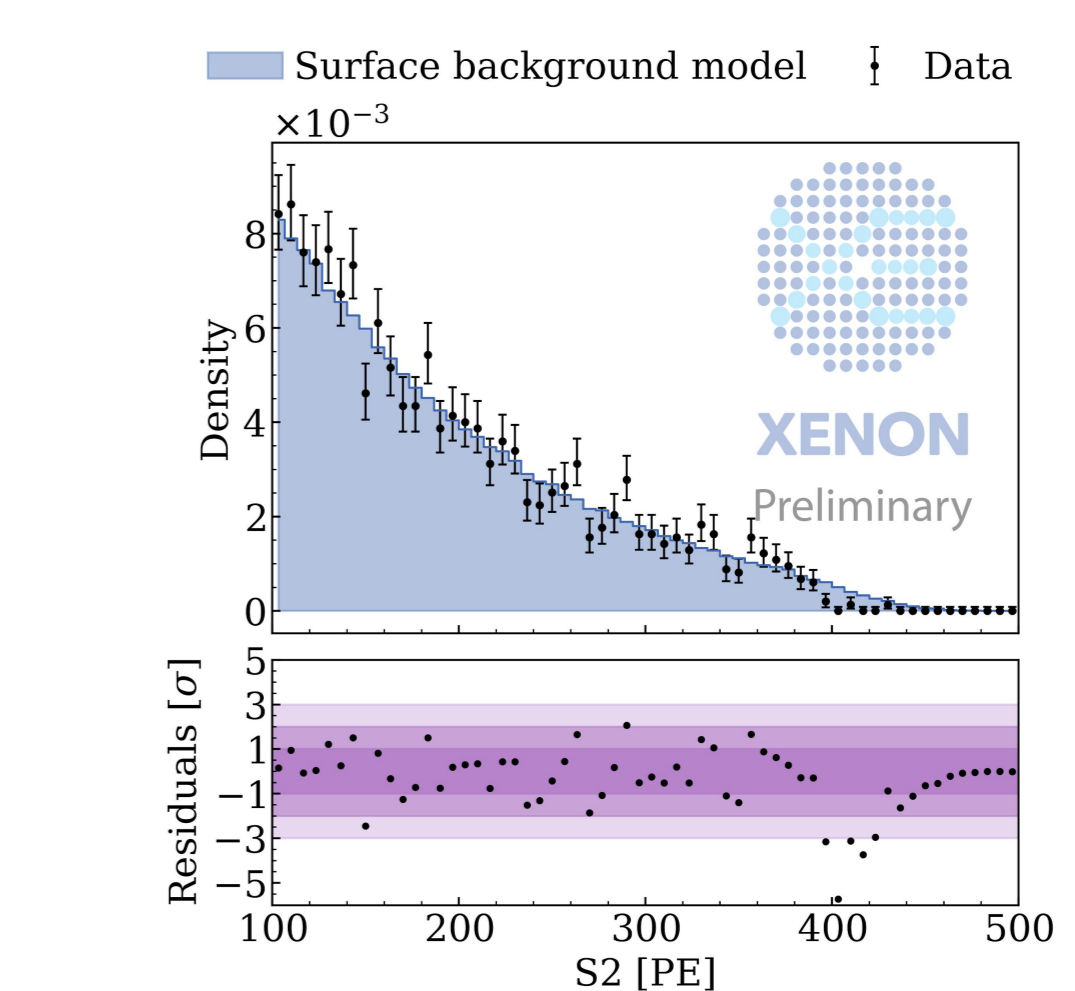 Surface background model Data
×10⁻³
8
6
4
2
0
Density
XENON
Preliminary
5
3
1
−1
−3
−5
Residuals [σ]
100 200 300 400 500
S2 [PE]